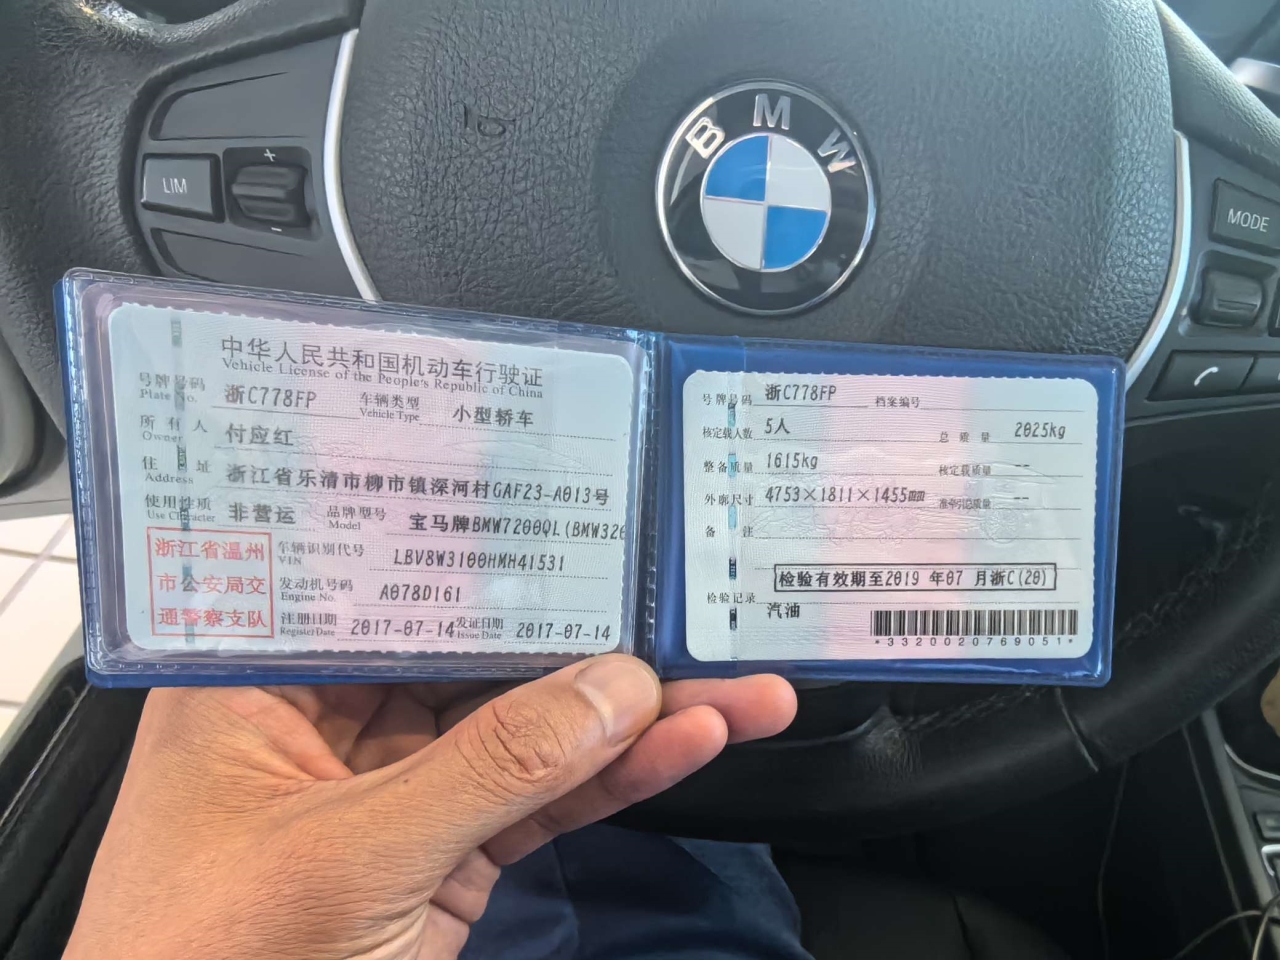 BMW
LIM
+
−
MODE
中华人民共和国机动车行驶证
Vehicle License of the People's Republic of China
号牌号码 浙C778FP 车辆类型 小型轿车
Plate No. Vehicle Type
所有人 付应红
Owner
住址 浙江省乐清市柳市镇深河村GAF23-A013号
Address
使用性质 非营运 品牌型号 宝马牌BMW7200QL(BMW320
Use Character Model
浙江省温州
市公安局交
通警察支队
车辆识别代号 LBV8W3100HMH41531
VIN
发动机号码 A078D161
Engine No.
注册日期 2017-07-14 发证日期 2017-07-14
Register Date Issue Date
号牌号码 浙C778FP 档案编号
核定载人数 5人 总质量 2025kg
整备质量 1615kg 核定载质量 --
外廓尺寸 4753×1811×1455mm 准牵引总质量 --
备注
检验有效期至2019 年07 月浙C(20)
检验记录
汽油
*3320020769051*